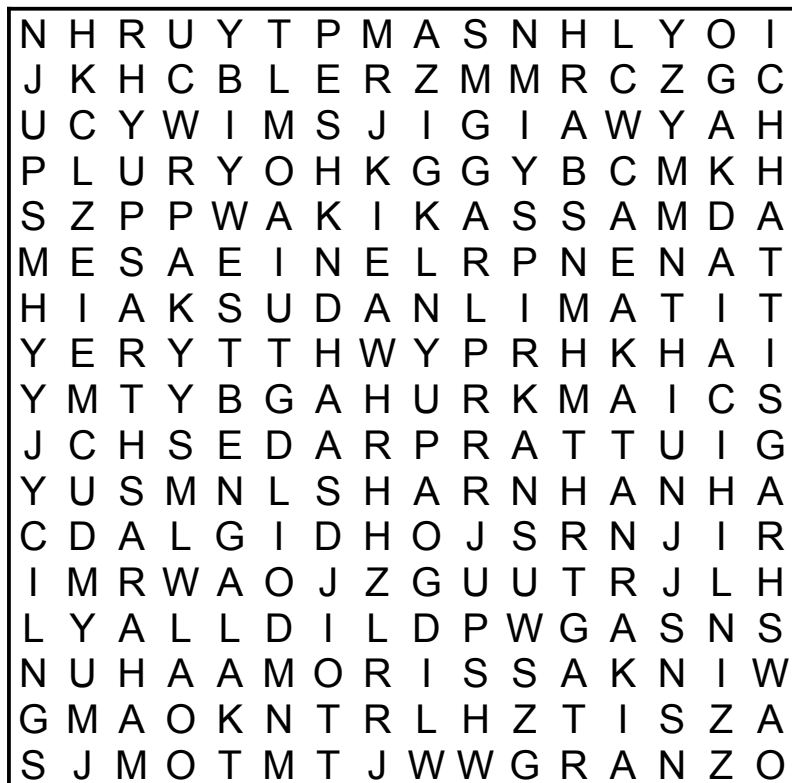 N H R U Y T P M A S N H L Y O I
J K H C B L E R Z M M R C Z G C
U C Y W I M S J I G I A W Y A H
P L U R Y O H K G G Y B C M K H
S Z P P W A K I K A S S A M D A
M E S A E I N E L R P N E N A T
H I A K S U D A N L I M A T I T
Y E R Y T T H W Y P R H K H A I
Y M T Y B G A H U R K M A I C S
J C H S E D A R P R A T T U I G
Y U S M N L S H A R N H A N H A
C D A L G I D H O J S R N J I R
I M R W A O J Z G U U T R J L H
L Y A L L D I L D P W G A S N S
N U H A A M O R I S S A K N I W
G M A O K N T R L H Z T I S Z A
S J M O T M T J W W G R A N Z O